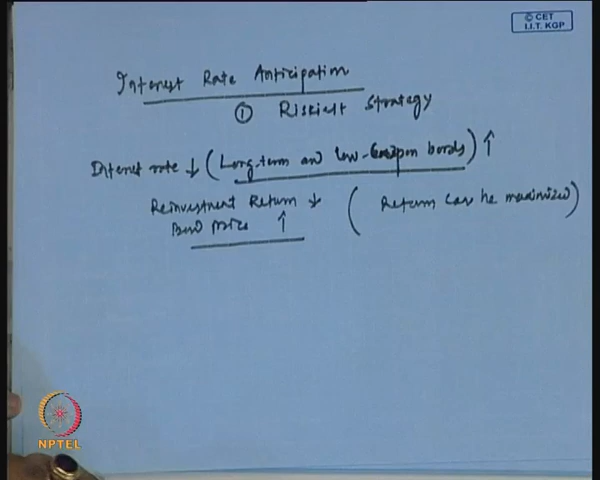 © CET
I.I.T. KGP
Interest Rate Anticipation
① Riskiest Strategy
Interest rate ↓ (Long-term and low-coupon bonds) ↑
Reinvestment Return ↓ (Return can be maximized)
Bond price ↑
NPTEL